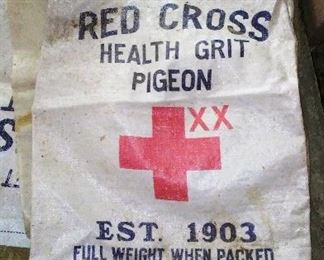 RED CROSS
HEALTH GRIT
PIGEON
XX
EST. 1903
FULL WEIGHT WHEN PACKED